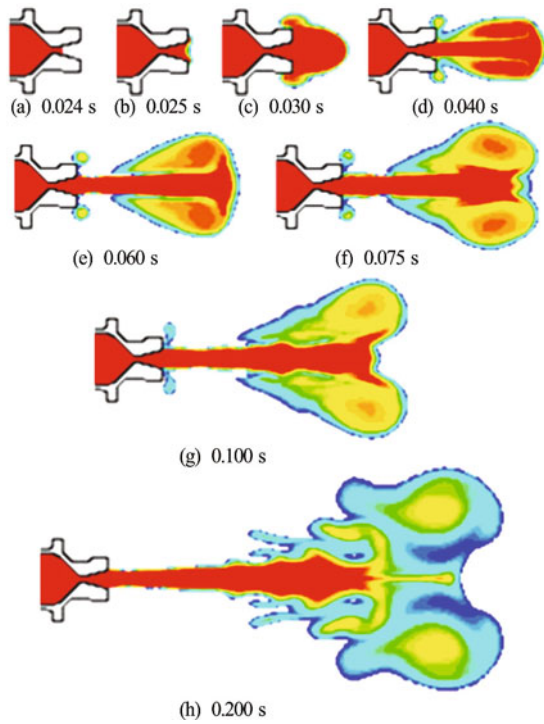 (a) 0.024 s
(b) 0.025 s
(c) 0.030 s
(d) 0.040 s
(e) 0.060 s
(f) 0.075 s
(g) 0.100 s
(h) 0.200 s